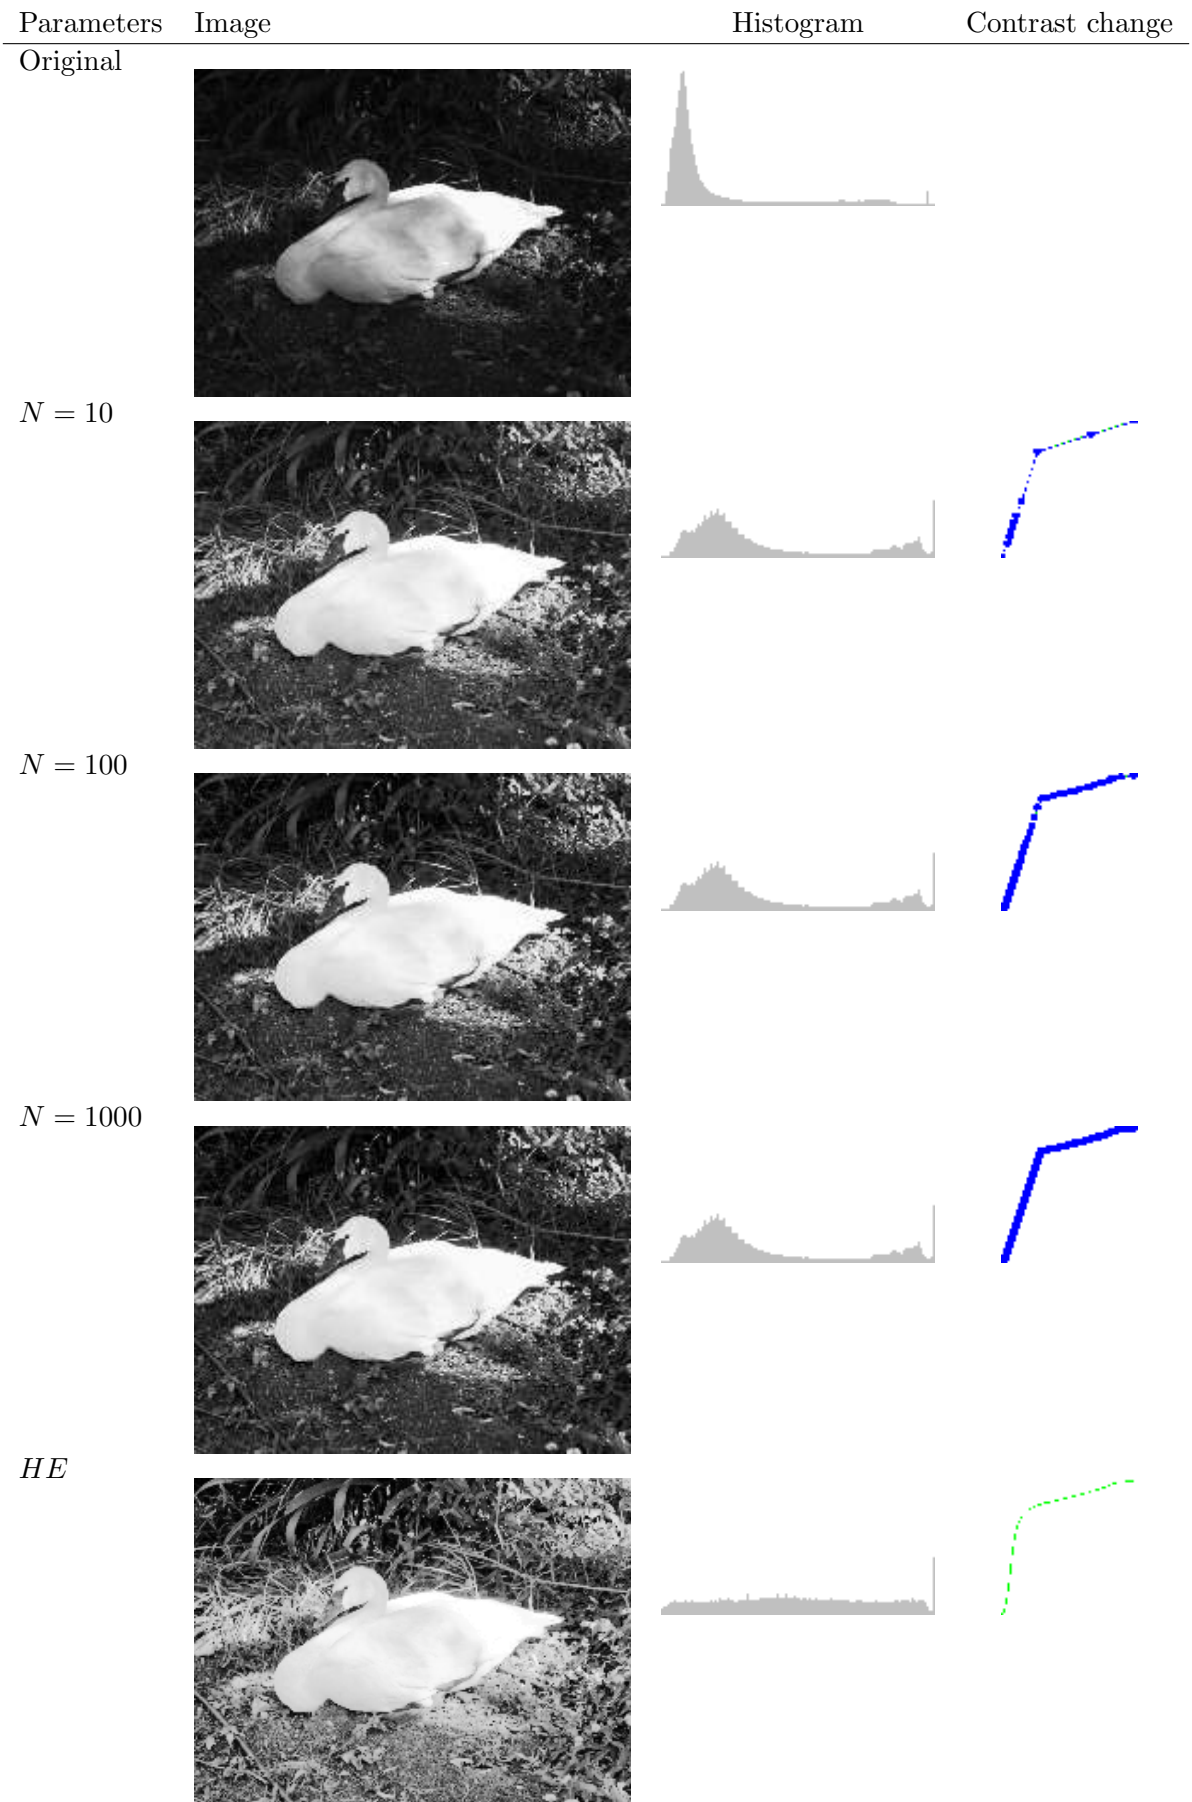 Parameters Image Histogram Contrast change
Original
N = 10
N = 100
N = 1000
HE